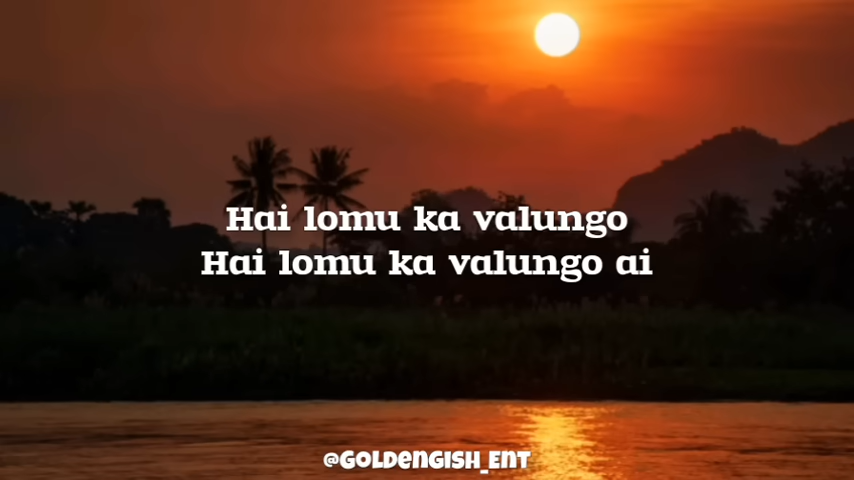 Hai lomu ka valungo
Hai lomu ka valungo ai
@GOLDENGISH_ENT